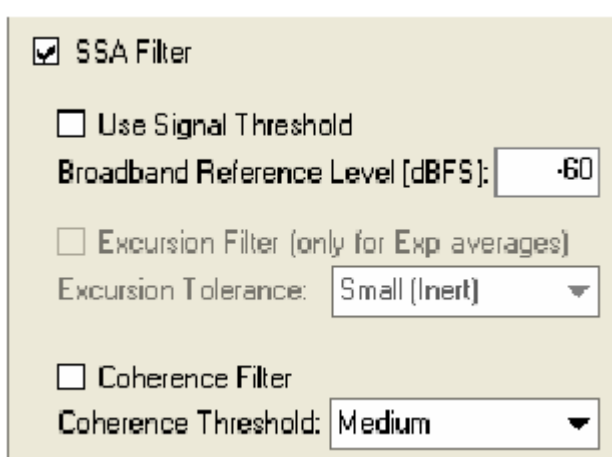 SSA Filter
Use Signal Threshold
Broadband Reference Level [dBFS]: -60
Excursion Filter (only for Exp averages)
Excursion Tolerance: Small (Inert)
Coherence Filter
Coherence Threshold: Medium